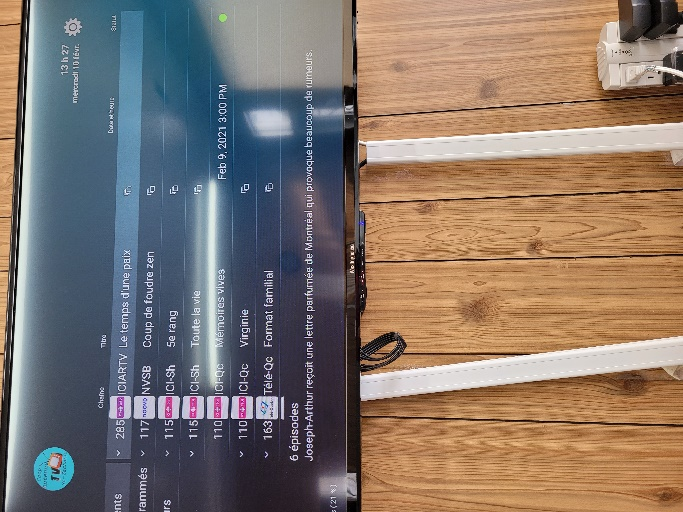 13 h 27
mercredi 10 févr.
Chaîne Titre Date et heure Statut
ents 285 ICIARTV Le temps d'une paix
rammés 117 NVSB Coup de foudre zen
rs 115 ICI-Sh 5e rang
115 ICI-Sh Toute la vie
110 ICI-Qc Mémoires vives Feb 9, 2021 3:00 PM
110 ICI-Qc Virginie
163 Télé-Qc Format familial
6 épisodes
Joseph-Arthur reçoit une lettre parfumée de Montréal qui provoque beaucoup de rumeurs.
( 21 % )